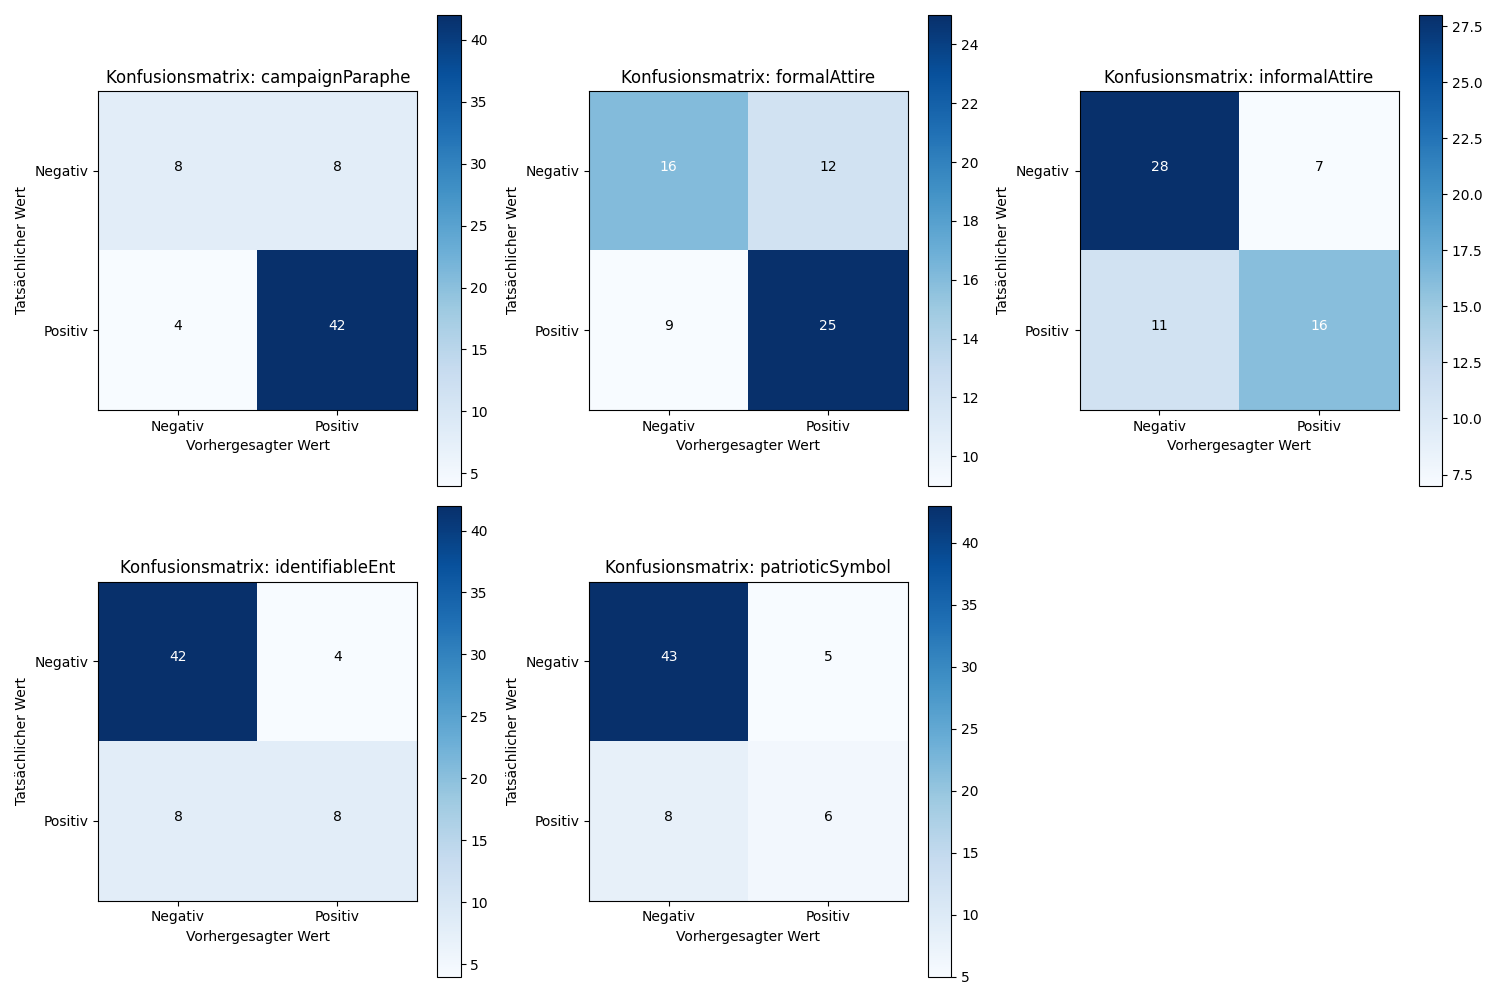 Konfusionsmatrix: campaignParaphe
Tatsächlicher Wert
Negativ
8 8
Positiv
4 42
Negativ Positiv
Vorhergesagter Wert
40
35
30
25
20
15
10
5
Konfusionsmatrix: formalAttire
Tatsächlicher Wert
Negativ
16 12
Positiv
9 25
Negativ Positiv
Vorhergesagter Wert
24
22
20
18
16
14
12
10
Konfusionsmatrix: informalAttire
Tatsächlicher Wert
Negativ
28 7
Positiv
11 16
Negativ Positiv
Vorhergesagter Wert
27.5
25.0
22.5
20.0
17.5
15.0
12.5
10.0
7.5
Konfusionsmatrix: identifiableEnt
Tatsächlicher Wert
Negativ
42 4
Positiv
8 8
Negativ Positiv
Vorhergesagter Wert
40
35
30
25
20
15
10
5
Konfusionsmatrix: patrioticSymbol
Tatsächlicher Wert
Negativ
43 5
Positiv
8 6
Negativ Positiv
Vorhergesagter Wert
40
35
30
25
20
15
10
5